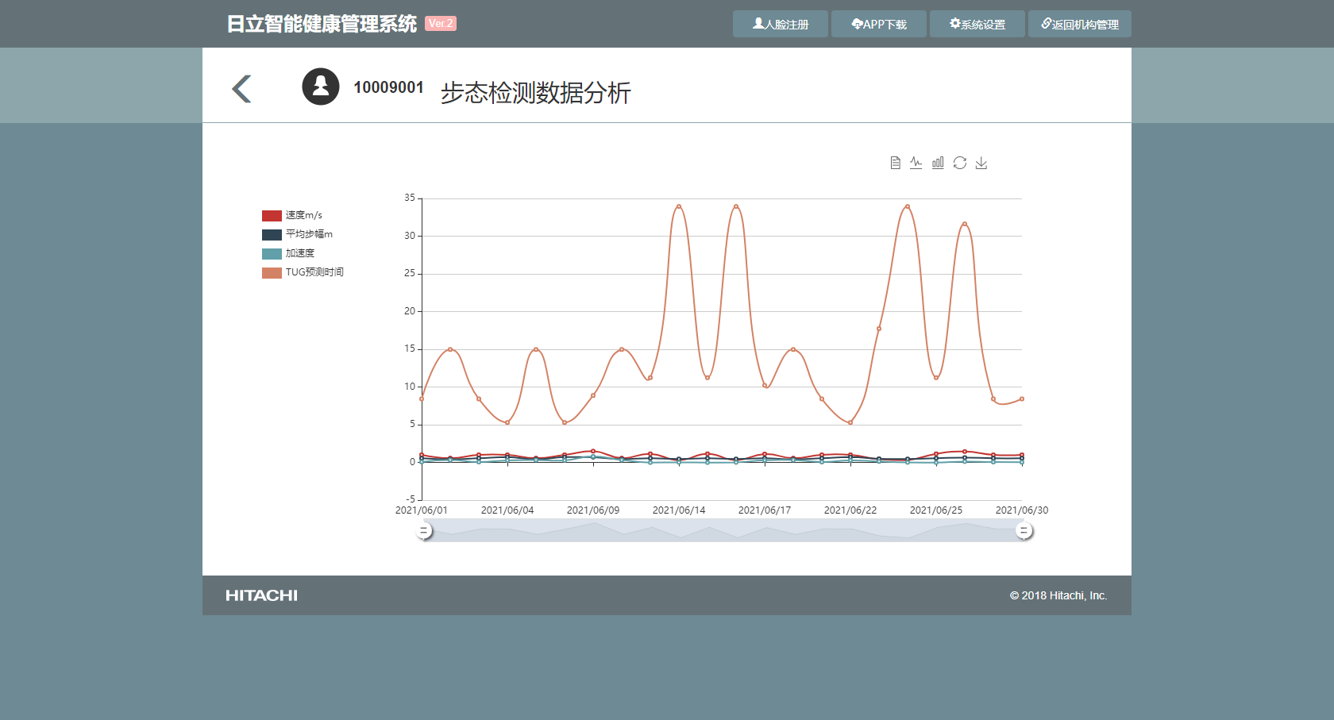 日立智能健康管理系统 Ver.2
人脸注册 APP下载 系统设置 返回机构管理
10009001 步态检测数据分析
速度m/s
平均步幅m
加速度
TUG预测时间
35
30
25
20
15
10
5
0
-5
2021/06/01 2021/06/04 2021/06/09 2021/06/14 2021/06/17 2021/06/22 2021/06/25 2021/06/30
HITACHI © 2018 Hitachi, Inc.